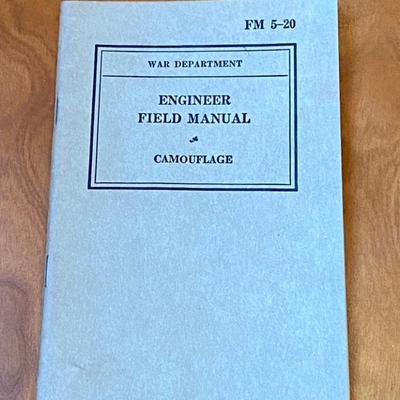 FM 5–20
WAR DEPARTMENT
ENGINEER
FIELD MANUAL
CAMOUFLAGE